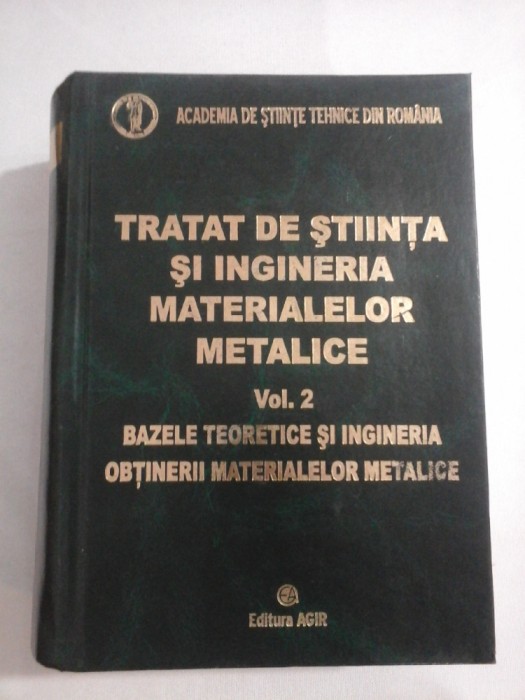 ACADEMIA DE ŞTIINŢE TEHNICE DIN ROMÂNIA
TRATAT DE ŞTIINŢA
ŞI INGINERIA
MATERIALELOR
METALICE
Vol. 2
BAZELE TEORETICE ŞI INGINERIA
OBŢINERII MATERIALELOR METALICE
Editura AGIR